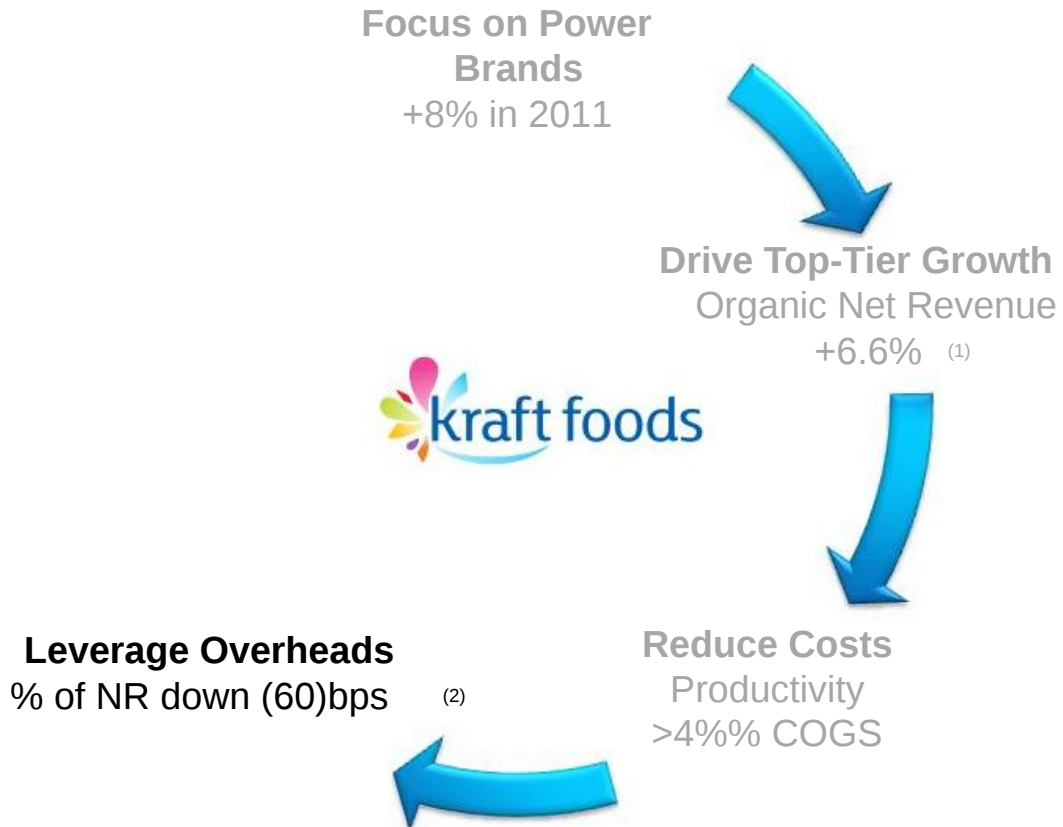 Focus on Power
Brands
+8% in 2011
Drive Top-Tier Growth
Organic Net Revenue
+6.6% (1)
kraft foods
Leverage Overheads
% of NR down (60)bps (2)
Reduce Costs
Productivity
>4%% COGS